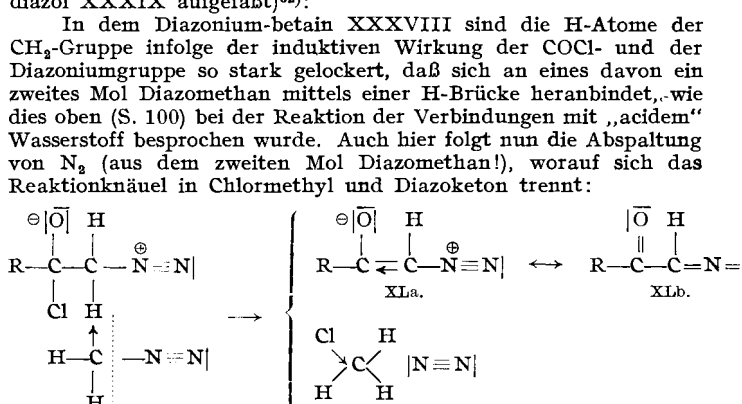 diazol XXXIX aufgefaßt)
In dem Diazonium-betain XXXVIII sind die H-Atome der
CH₂-Gruppe infolge der induktiven Wirkung der COCl- und der
Diazoniumgruppe so stark gelockert, daß sich an eines davon ein
zweites Mol Diazomethan mittels einer H-Brücke heranbindet, wie
dies oben (S. 100) bei der Reaktion der Verbindungen mit „acidem“
Wasserstoff besprochen wurde. Auch hier folgt nun die Abspaltung
von N₂ (aus dem zweiten Mol Diazomethan!), worauf sich das
Reaktionknäuel in Chlormethyl und Diazoketon trennt:
⊖|O| H ⊖|O| H |O H
R—C—C—N=N| R—C=C—N≡N| ↔ R—C—C=N=
⊕ ⊕
Cl H XLa. XLb.
→
H—C—N=N| Cl H
C |N≡N|
H H H